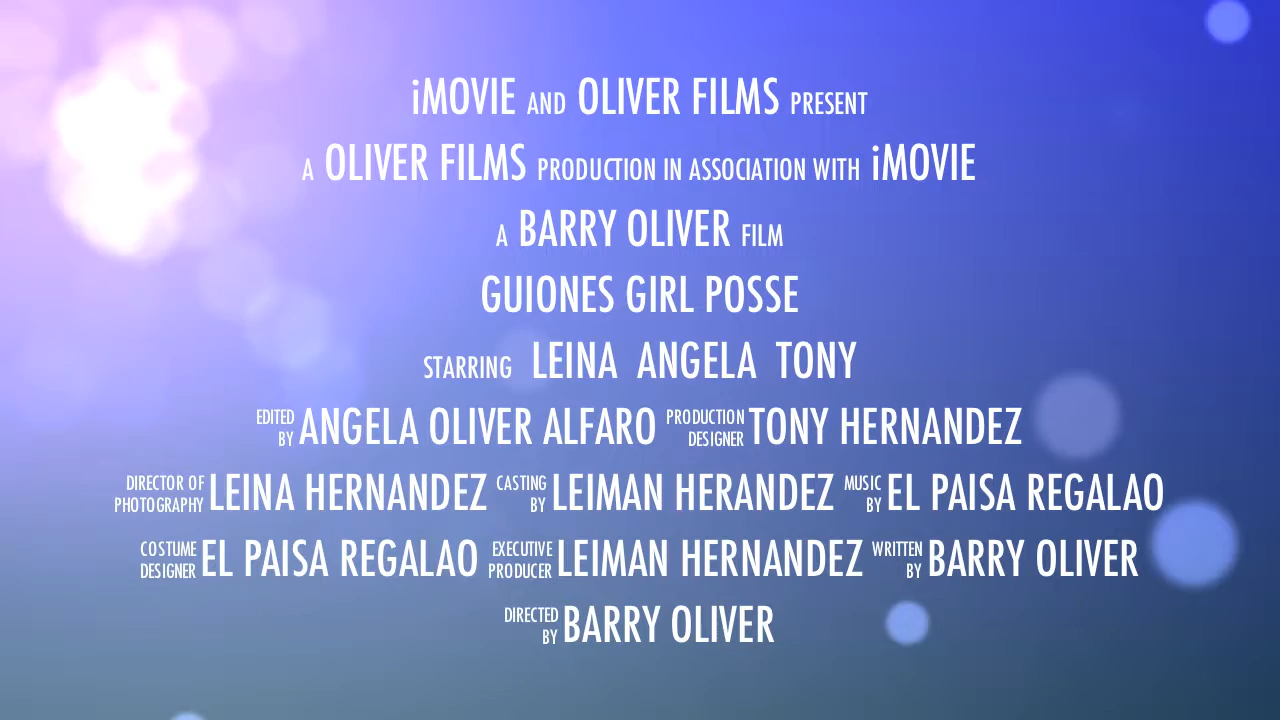 iMOVIE AND OLIVER FILMS PRESENT
A OLIVER FILMS PRODUCTION IN ASSOCIATION WITH iMOVIE
A BARRY OLIVER FILM
GUIONES GIRL POSSE
STARRING LEINA ANGELA TONY
EDITED BY ANGELA OLIVER ALFARO PRODUCTION DESIGNER TONY HERNANDEZ
DIRECTOR OF PHOTOGRAPHY LEINA HERNANDEZ CASTING BY LEIMAN HERANDEZ MUSIC BY EL PAISA REGALAO
COSTUME DESIGNER EL PAISA REGALAO EXECUTIVE PRODUCER LEIMAN HERNANDEZ WRITTEN BY BARRY OLIVER
DIRECTED BY BARRY OLIVER